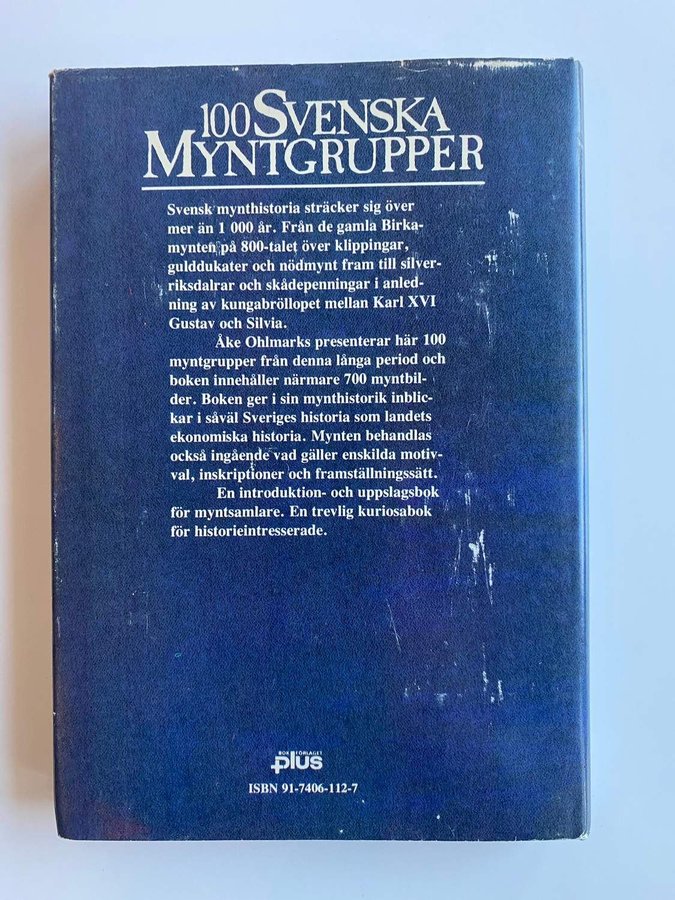 100 SVENSKA
MYNTGRUPPER
Svensk mynthistoria sträcker sig över
mer än 1 000 år. Från de gamla Birka-
mynten på 800-talet över klippingar,
gulddukater och nödmynt fram till silver-
riksdalrar och skådepenningar i anled-
ning av kungabröllopet mellan Karl XVI
Gustav och Silvia.
Åke Ohlmarks presenterar här 100
myntgrupper från denna långa period och
boken innehåller närmare 700 myntbil-
der. Boken ger i sin mynthistorik inblic-
kar i såväl Sveriges historia som landets
ekonomiska historia. Mynten behandlas
också ingående vad gäller enskilda motiv-
val, inskriptioner och framställningssätt.
En introduktion- och uppslagsbok
för myntsamlare. En trevlig kuriosabok
för historieintresserade.
BOKFÖRLAGET
plus
ISBN 91-7406-112-7